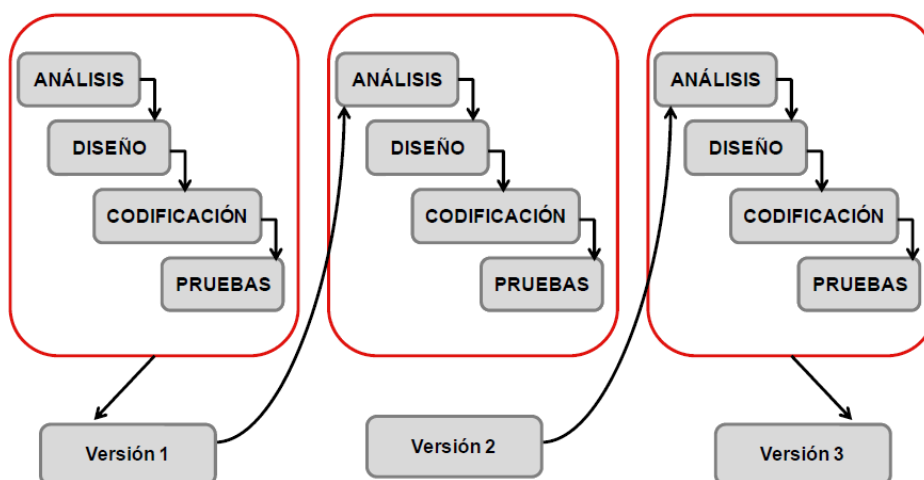 ANÁLISIS
DISEÑO
CODIFICACIÓN
PRUEBAS
ANÁLISIS
DISEÑO
CODIFICACIÓN
PRUEBAS
ANÁLISIS
DISEÑO
CODIFICACIÓN
PRUEBAS
Versión 1
Versión 2
Versión 3